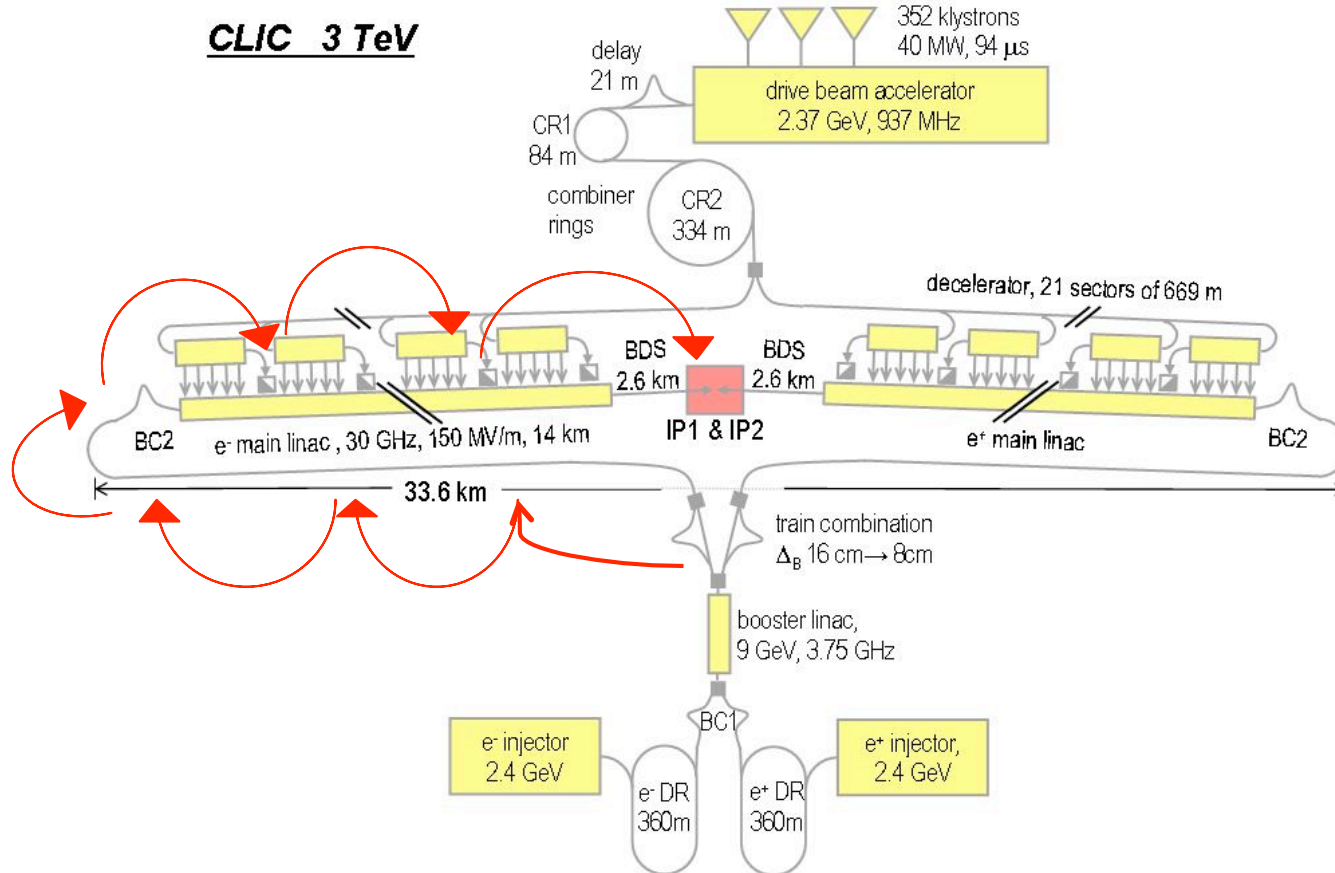 CLIC 3 TeV
352 klystrons
40 MW, 94 μs
delay
21 m
drive beam accelerator
2.37 GeV, 937 MHz
CR1
84 m
combiner
rings
CR2
334 m
decelerator, 21 sectors of 669 m
BDS
2.6 km
BDS
2.6 km
IP1 & IP2
BC2
e⁻ main linac , 30 GHz, 150 MV/m, 14 km
e⁺ main linac
BC2
33.6 km
train combination
Δ_B 16 cm→ 8cm
booster linac,
9 GeV, 3.75 GHz
BC1
e⁻ injector
2.4 GeV
e⁺ injector,
2.4 GeV
e⁻ DR
360m
e⁺ DR
360m